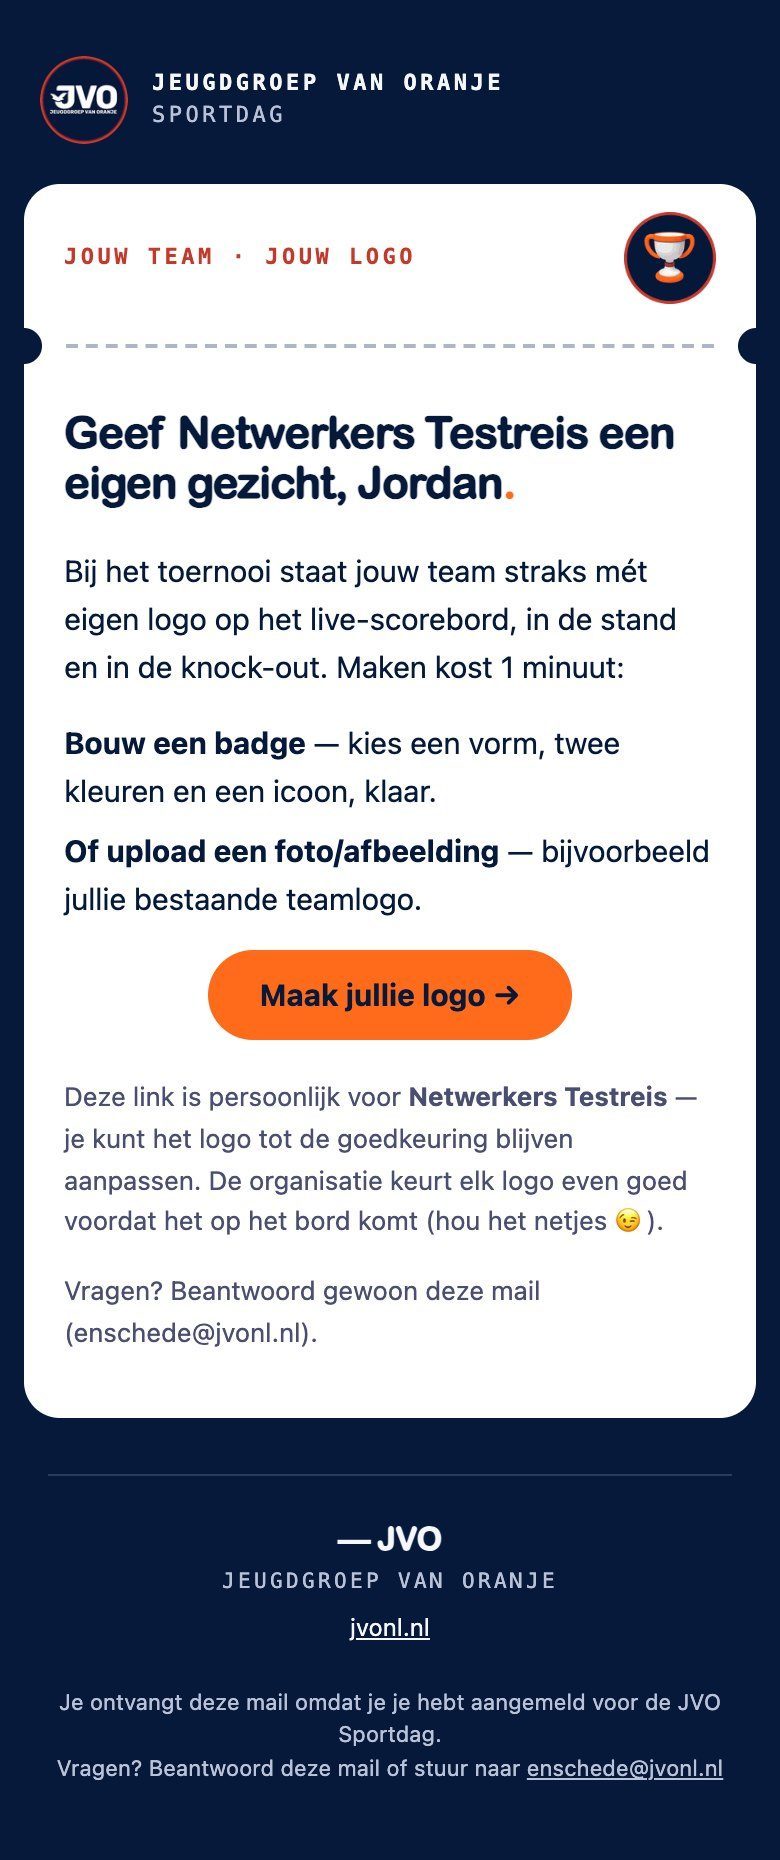 JVO
JEUGDGROEP VAN ORANJE
JEUGDGROEP VAN ORANJE
SPORTDAG
JOUW TEAM · JOUW LOGO
Geef Netwerkers Testreis een
eigen gezicht, Jordan.
Bij het toernooi staat jouw team straks mét
eigen logo op het live-scorebord, in de stand
en in de knock-out. Maken kost 1 minuut:
Bouw een badge — kies een vorm, twee
kleuren en een icoon, klaar.
Of upload een foto/afbeelding — bijvoorbeeld
jullie bestaande teamlogo.
Maak jullie logo →
Deze link is persoonlijk voor Netwerkers Testreis —
je kunt het logo tot de goedkeuring blijven
aanpassen. De organisatie keurt elk logo even goed
voordat het op het bord komt (hou het netjes 😉 ).
Vragen? Beantwoord gewoon deze mail
(enschede@jvonl.nl).
— JVO
JEUGDGROEP VAN ORANJE
jvonl.nl
Je ontvangt deze mail omdat je je hebt aangemeld voor de JVO
Sportdag.
Vragen? Beantwoord deze mail of stuur naar enschede@jvonl.nl